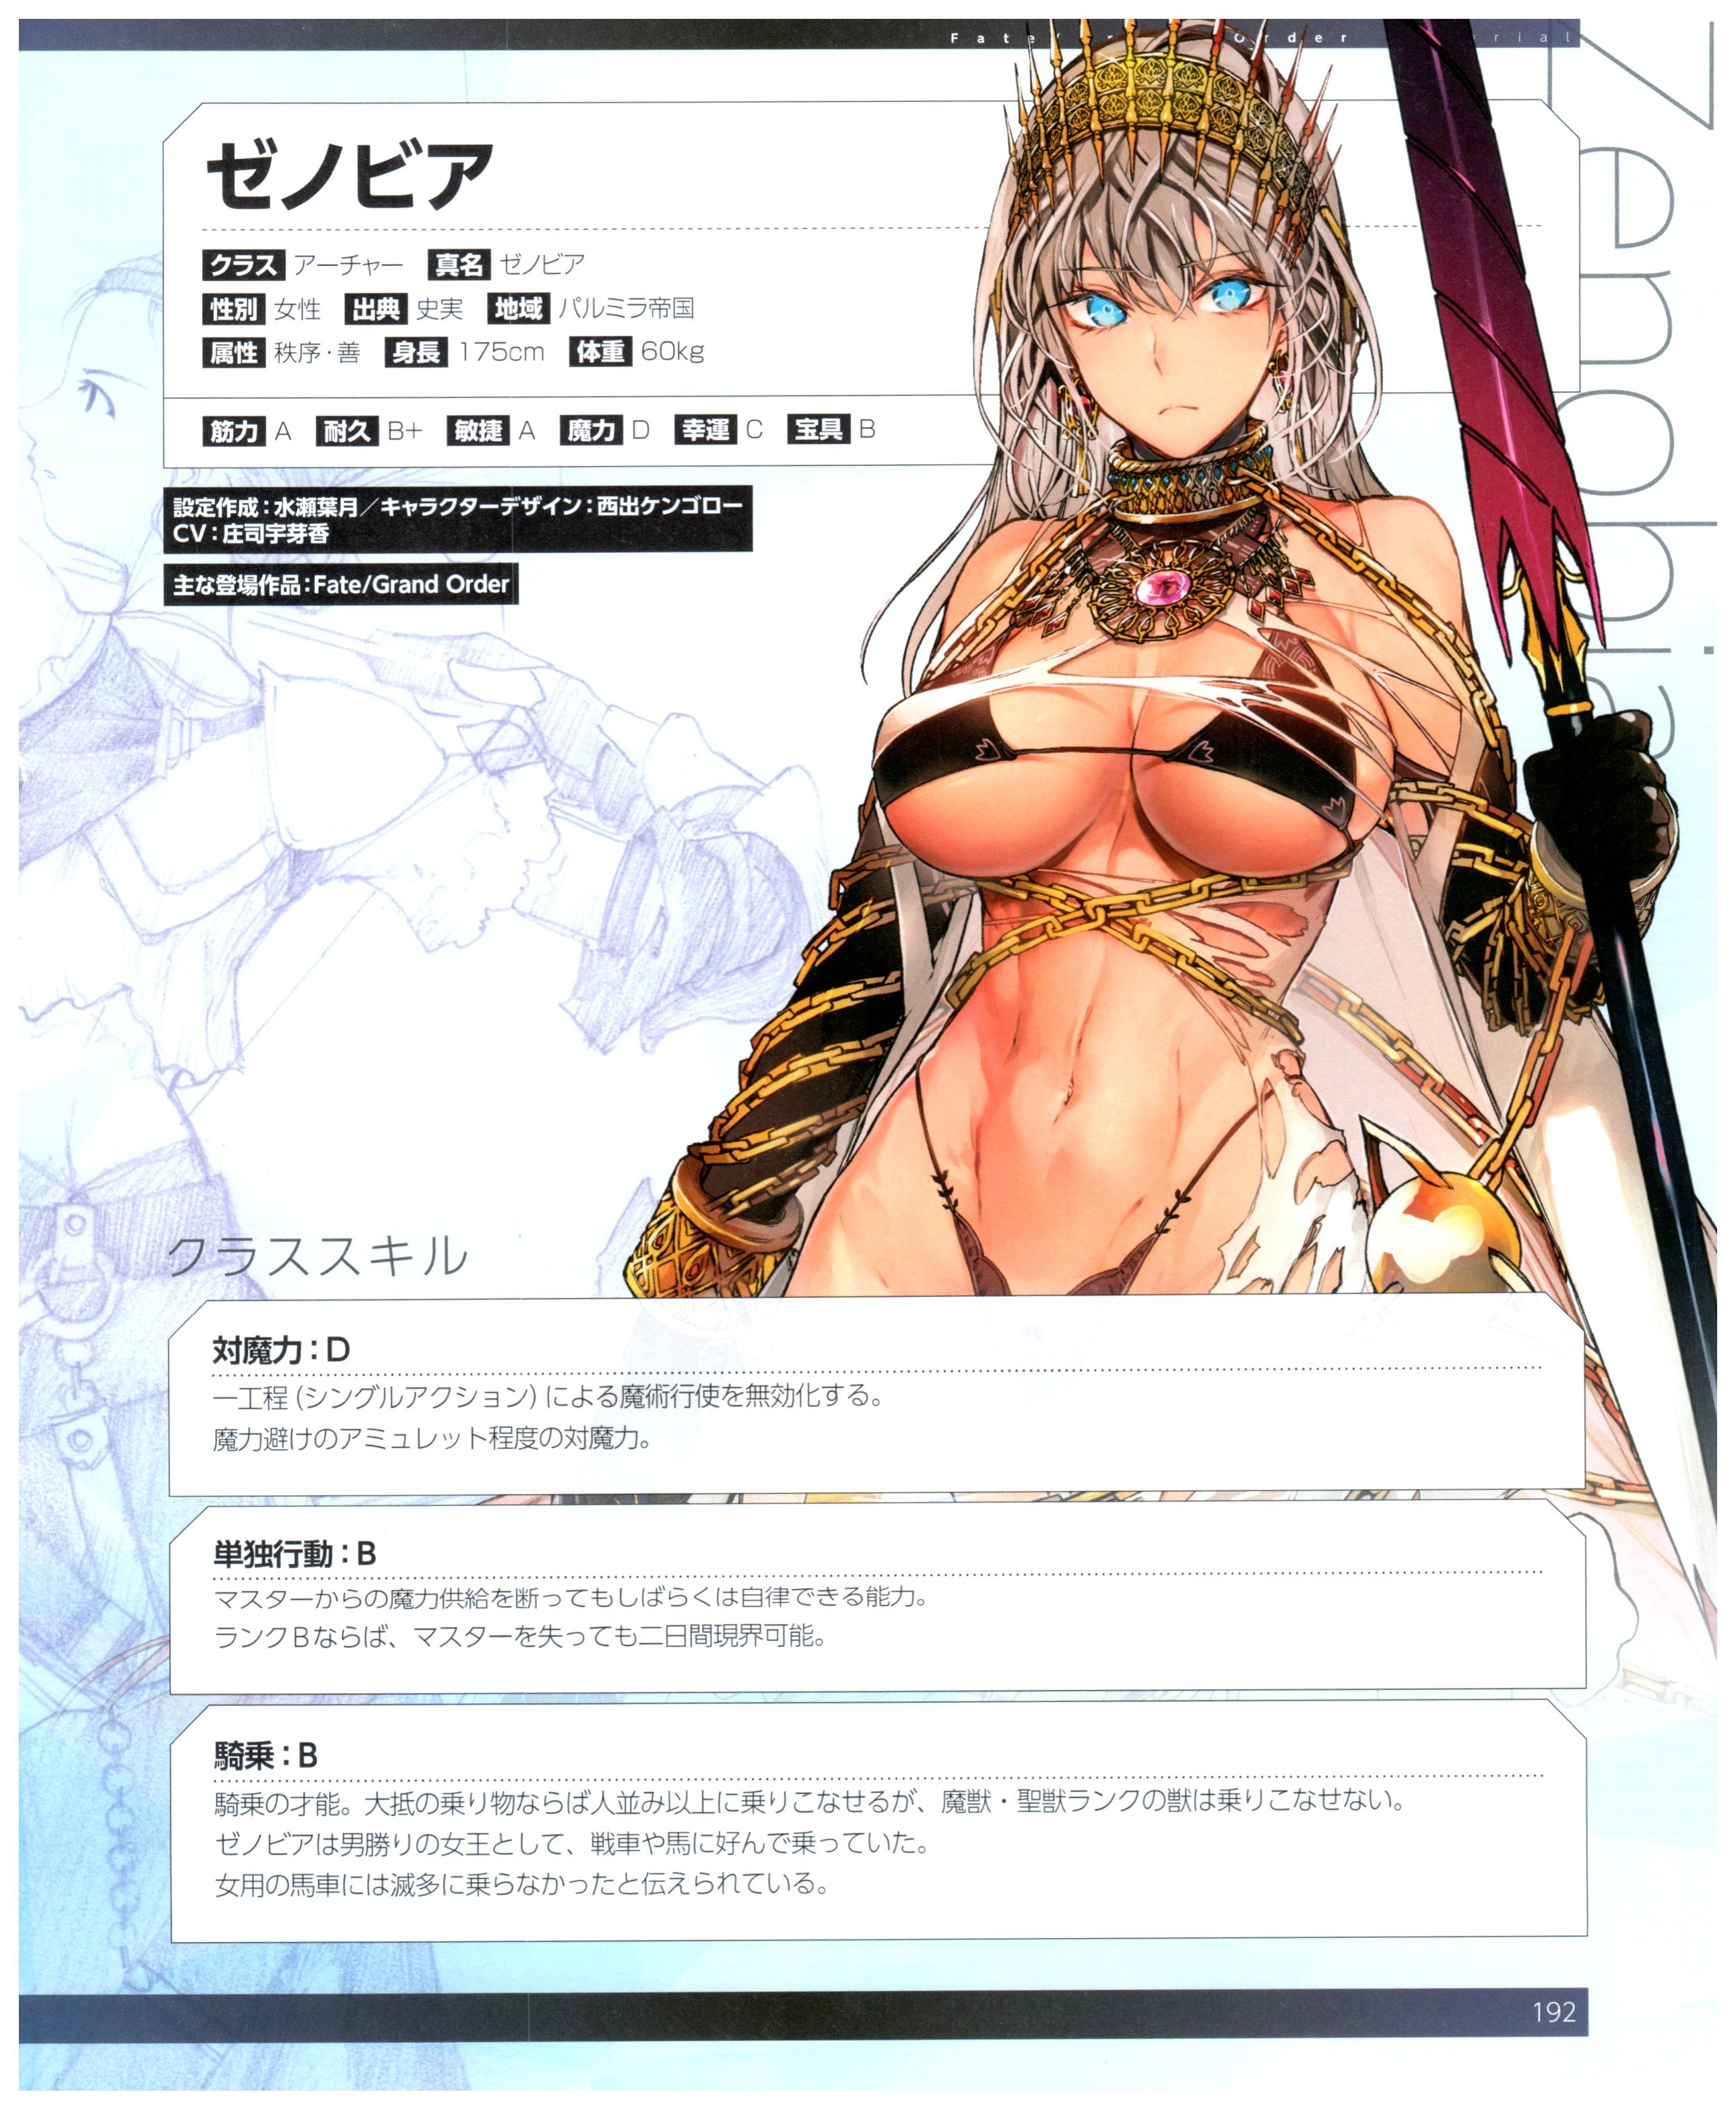 Fate/ Order rial
Zenobia
ゼノビア
クラス アーチャー 真名 ゼノビア
性別 女性 出典 史実 地域 パルミラ帝国
属性 秩序・善 身長 175cm 体重 60kg
筋力 A 耐久 B+ 敏捷 A 魔力 D 幸運 C 宝具 B
設定作成：水瀬葉月／キャラクターデザイン：西出ケンゴロー
CV：庄司宇芽香
主な登場作品：Fate/Grand Order
クラススキル
対魔力：D
一工程（シングルアクション）による魔術行使を無効化する。
魔力避けのアミュレット程度の対魔力。
単独行動：B
マスターからの魔力供給を断ってもしばらくは自律できる能力。
ランクBならば、マスターを失っても二日間現界可能。
騎乗：B
騎乗の才能。大抵の乗り物ならば人並み以上に乗りこなせるが、魔獣・聖獣ランクの獣は乗りこなせない。
ゼノビアは男勝りの女王として、戦車や馬に好んで乗っていた。
女用の馬車には滅多に乗らなかったと伝えられている。
192